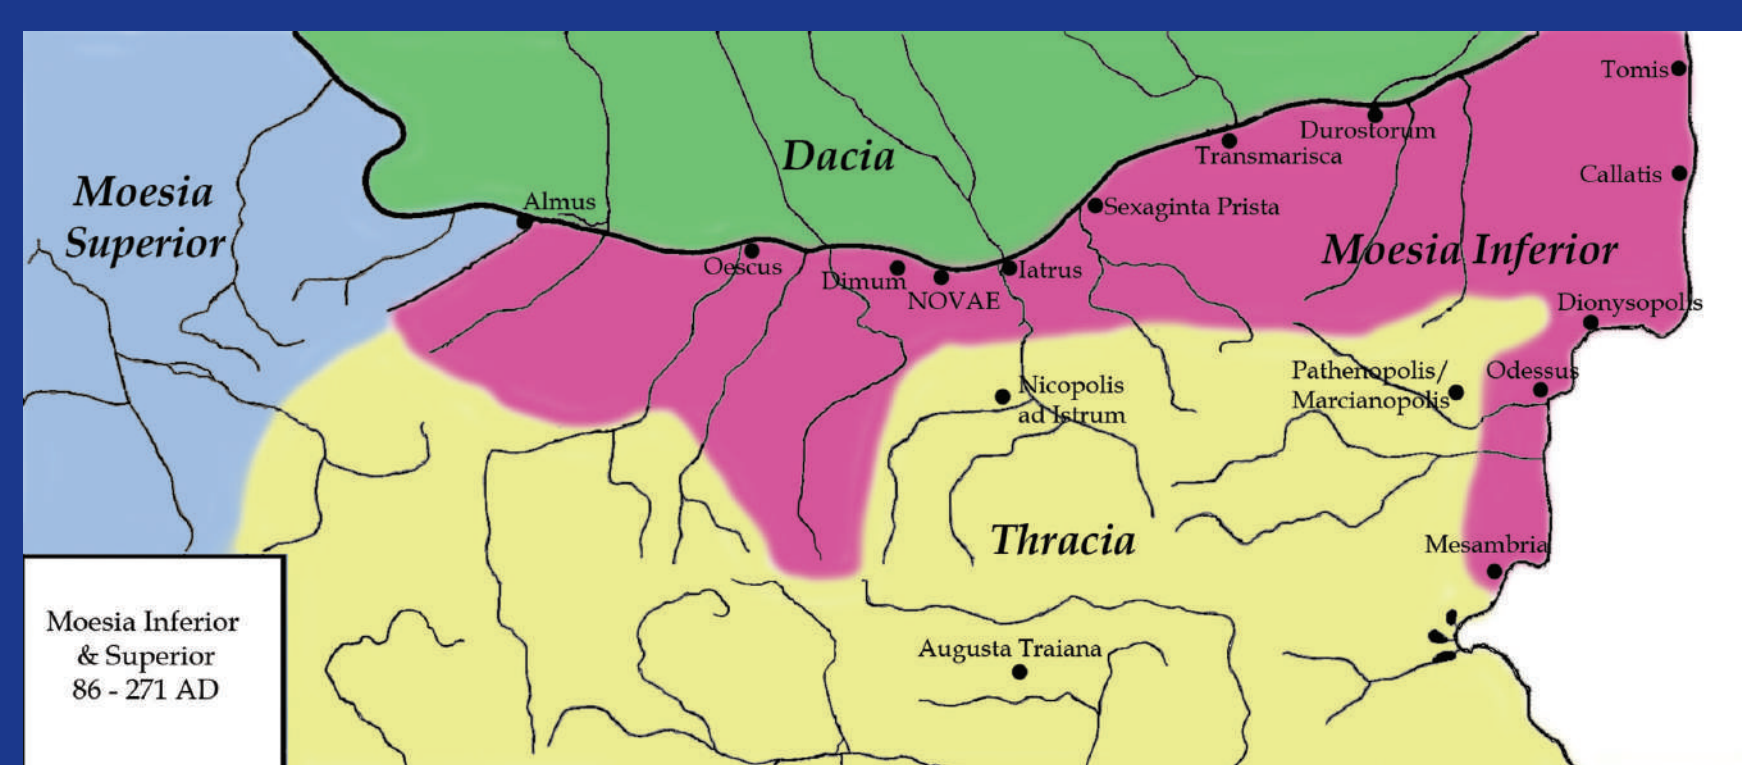 Tomis
Durostorum
Transmarisca
Dacia
Callatis
Moesia
Superior
Almus
Sexaginta Prista
Moesia Inferior
Oescus
Dimum
Iatrus
NOVAE
Dionysopolis
Pathenopolis/
Marcianopolis
Odessus
Nicopolis
ad Istrum
Thracia
Mesambria
Moesia Inferior
& Superior
86 - 271 AD
Augusta Traiana